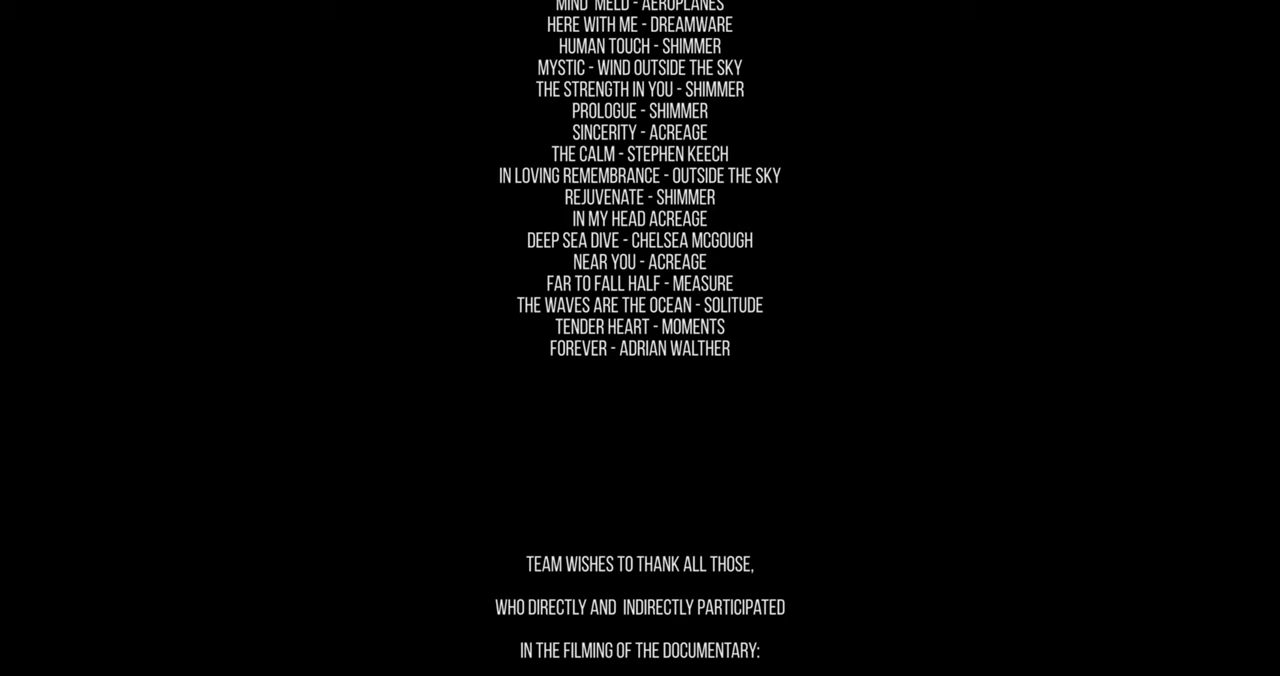 MIND MELD - AEROPLANES
HERE WITH ME - DREAMWARE
HUMAN TOUCH - SHIMMER
MYSTIC - WIND OUTSIDE THE SKY
THE STRENGTH IN YOU - SHIMMER
PROLOGUE - SHIMMER
SINCERITY - ACREAGE
THE CALM - STEPHEN KEECH
IN LOVING REMEMBRANCE - OUTSIDE THE SKY
REJUVENATE - SHIMMER
IN MY HEAD ACREAGE
DEEP SEA DIVE - CHELSEA MCGOUGH
NEAR YOU - ACREAGE
FAR TO FALL HALF - MEASURE
THE WAVES ARE THE OCEAN - SOLITUDE
TENDER HEART - MOMENTS
FOREVER - ADRIAN WALTHER
TEAM WISHES TO THANK ALL THOSE,
WHO DIRECTLY AND INDIRECTLY PARTICIPATED
IN THE FILMING OF THE DOCUMENTARY: